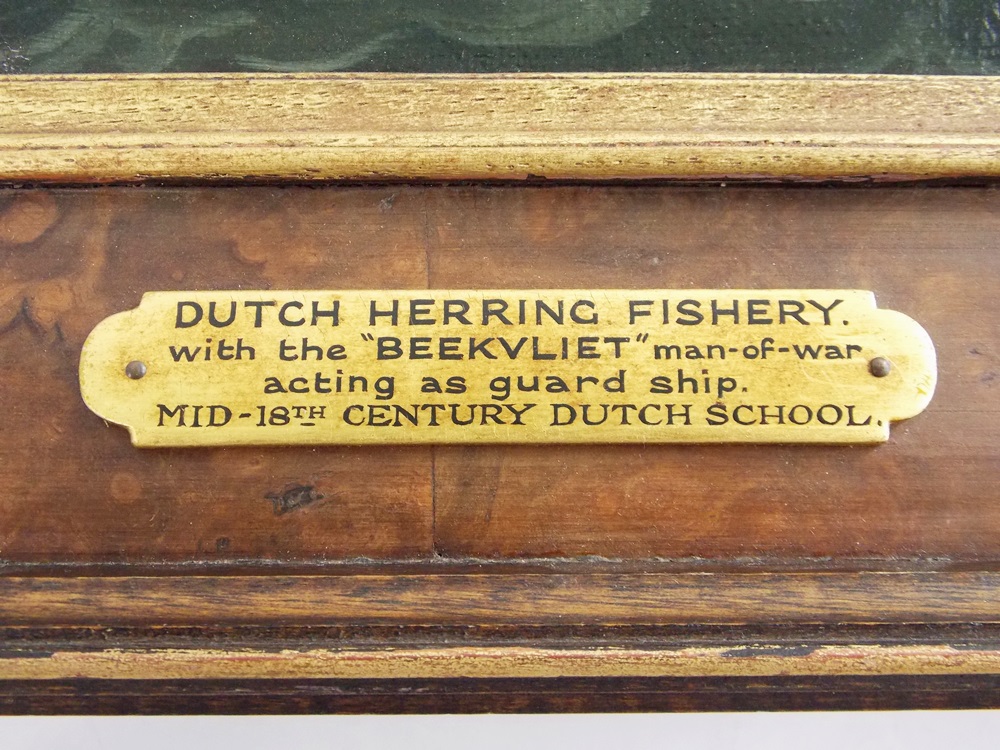 DUTCH HERRING FISHERY.
with the "BEEKVLIET" man-of-war
acting as guard ship.
MID-18TH CENTURY DUTCH SCHOOL.